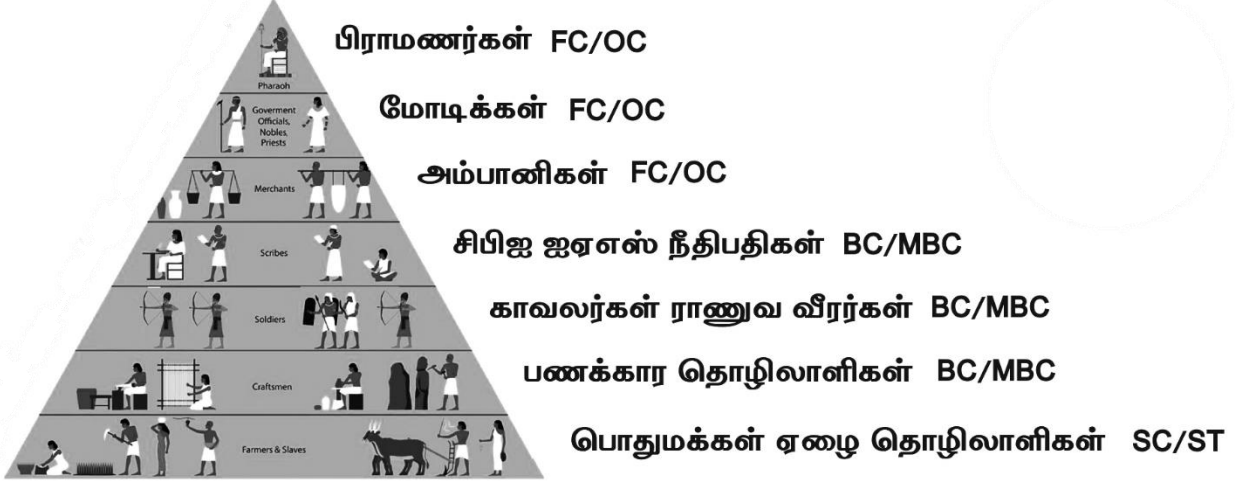 பிராமணர்கள் FC/OC
Pharaoh
மோடிக்கள் FC/OC
Goverment
Officials,
Nobles,
Priests
அம்பானிகள் FC/OC
Merchants
சிபிஐ ஐஏஎஸ் நீதிபதிகள் BC/MBC
Scribes
காவலர்கள் ராணுவ வீரர்கள் BC/MBC
Soldiers
பணக்கார தொழிலாளிகள் BC/MBC
Craftsmen
பொதுமக்கள் ஏழை தொழிலாளிகள் SC/ST
Farmers & Slaves